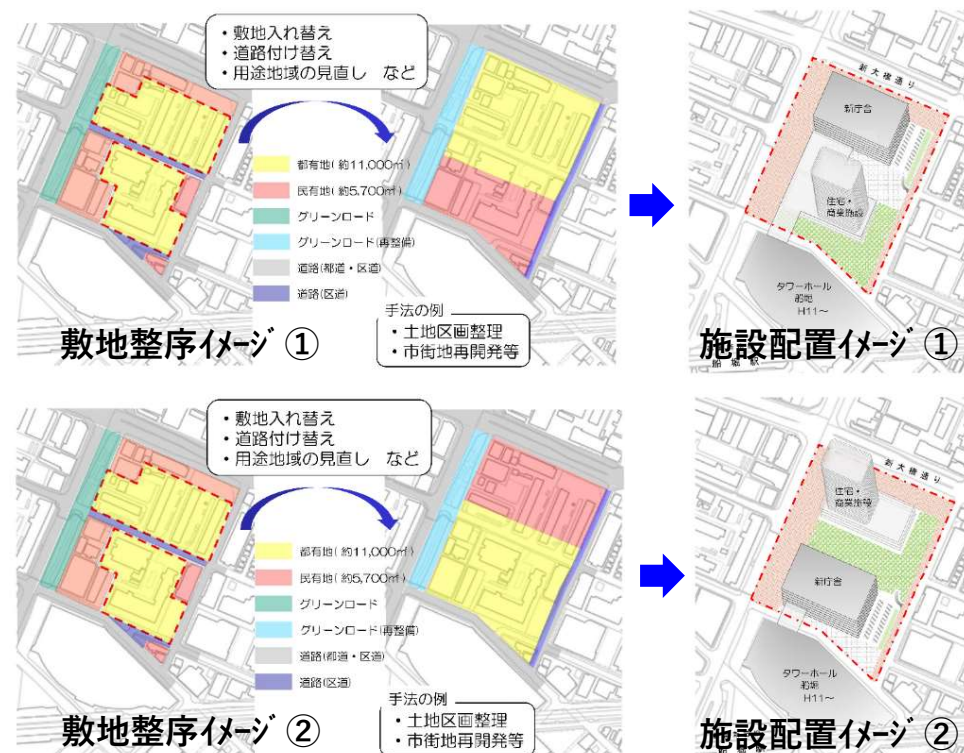 ・敷地入れ替え
・道路付け替え
・用途地域の見直し など
都有地(約11,000㎡)
民有地(約5,700㎡)
グリーンロード
グリーンロード(再整備)
道路(都道・区道)
道路(区道)
手法の例
・土地区画整理
・市街地再開発等
敷地整序イメージ ①
新大橋通り
新庁舎
住宅・
商業施設
タワーホール
船堀
H11～
船堀駅
施設配置イメージ ①
・敷地入れ替え
・道路付け替え
・用途地域の見直し など
都有地(約11,000㎡)
民有地(約5,700㎡)
グリーンロード
グリーンロード(再整備)
道路(都道・区道)
道路(区道)
手法の例
・土地区画整理
・市街地再開発等
敷地整序イメージ ②
新大橋通り
住宅・
商業施設
新庁舎
タワーホール
船堀
H11～
施設配置イメージ ②